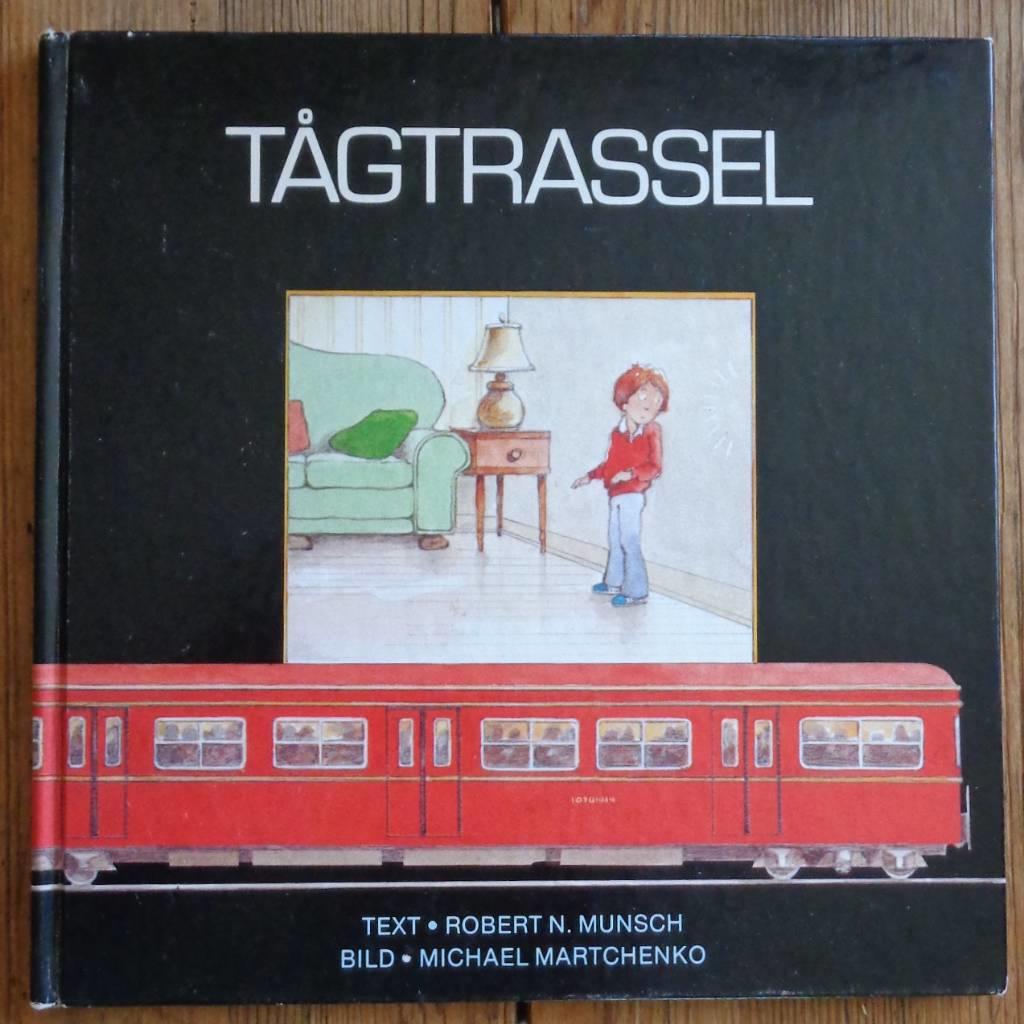 TÅGTRASSEL
TEXT • ROBERT N. MUNSCH
BILD • MICHAEL MARTCHENKO